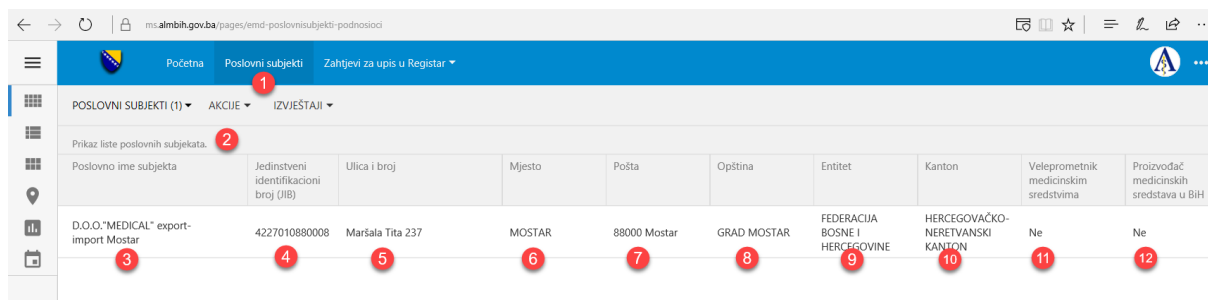 ms.almbih.gov.ba/pages/emd-poslovnisubjekti-podnosioci
Početna Poslovni subjekti Zahtjevi za upis u Registar
1
POSLOVNI SUBJEKTI (1) AKCIJE IZVJEŠTAJI
Prikaz liste poslovnih subjekata. 2
Poslovno ime subjekta
Jedinstveni
identifikacioni
broj (JIB)
Ulica i broj
Mjesto
Pošta
Opština
Entitet
Kanton
Veleprometnik
medicinskim
sredstvima
Proizvođač
medicinskih
sredstava u BiH
D.O.O."MEDICAL" export-
import Mostar
4227010880008
Maršala Tita 237
MOSTAR
88000 Mostar
GRAD MOSTAR
FEDERACIJA
BOSNE I
HERCEGOVINE
HERCEGOVAČKO-
NERETVANSKI
KANTON
Ne
Ne
3 4 5 6 7 8 9 10 11 12